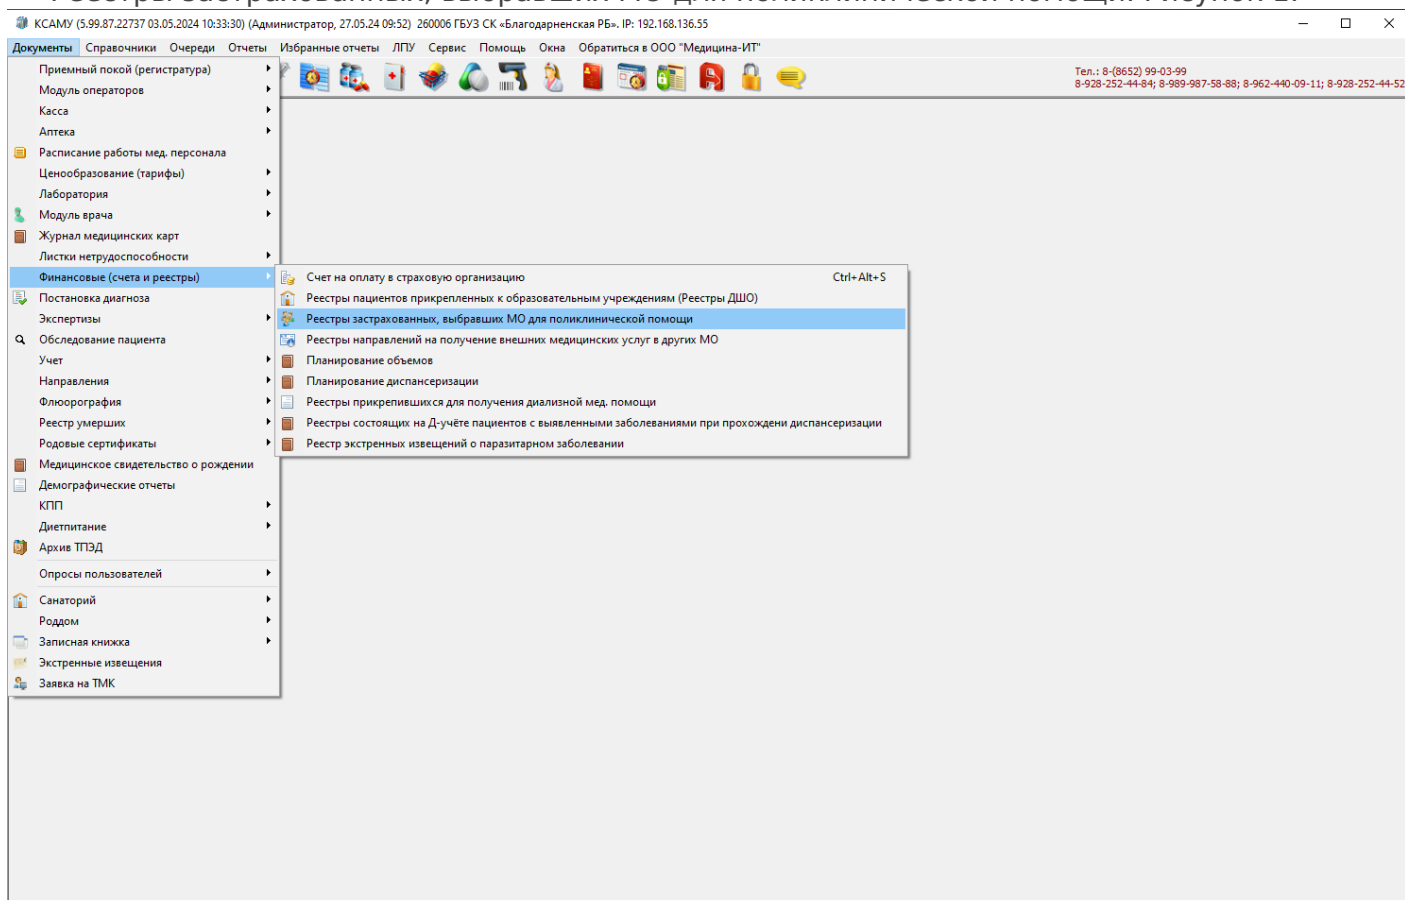 Реестры застрахованных, выбравших МО для поликлинической помощи. Рисунок 1.
КСАМУ (5.99.87.22737 03.05.2024 10:33:30) (Администратор, 27.05.24 09:52) 260006 ГБУЗ СК «Благодарненская РБ». IP: 192.168.136.55
Документы Справочники Очереди Отчеты Избранные отчеты ЛПУ Сервис Помощь Окна Обратиться в ООО "Медицина-ИТ"
Тел.: 8-(8652) 99-03-99
8-928-252-44-84; 8-989-987-58-88; 8-962-440-09-11; 8-928-252-44-52
Приемный покой (регистратура)
Модуль операторов
Касса
Аптека
Расписание работы мед. персонала
Ценообразование (тарифы)
Лаборатория
Модуль врача
Журнал медицинских карт
Листки нетрудоспособности
Финансовые (счета и реестры)
Постановка диагноза
Экспертизы
Обследование пациента
Учет
Направления
Флюорография
Реестр умерших
Родовые сертификаты
Медицинское свидетельство о рождении
Демографические отчеты
КПП
Диетпитание
Архив ТПЭД
Опросы пользователей
Санаторий
Роддом
Записная книжка
Экстренные извещения
Заявка на ТМК
Счет на оплату в страховую организацию Ctrl+Alt+S
Реестры пациентов прикрепленных к образовательным учреждениям (Реестры ДШО)
Реестры застрахованных, выбравших МО для поликлинической помощи
Реестры направлений на получение внешних медицинских услуг в других МО
Планирование объемов
Планирование диспансеризации
Реестры прикрепившихся для получения диализной мед. помощи
Реестры состоящих на Д-учёте пациентов с выявленными заболеваниями при прохождени диспансеризации
Реестр экстренных извещений о паразитарном заболевании